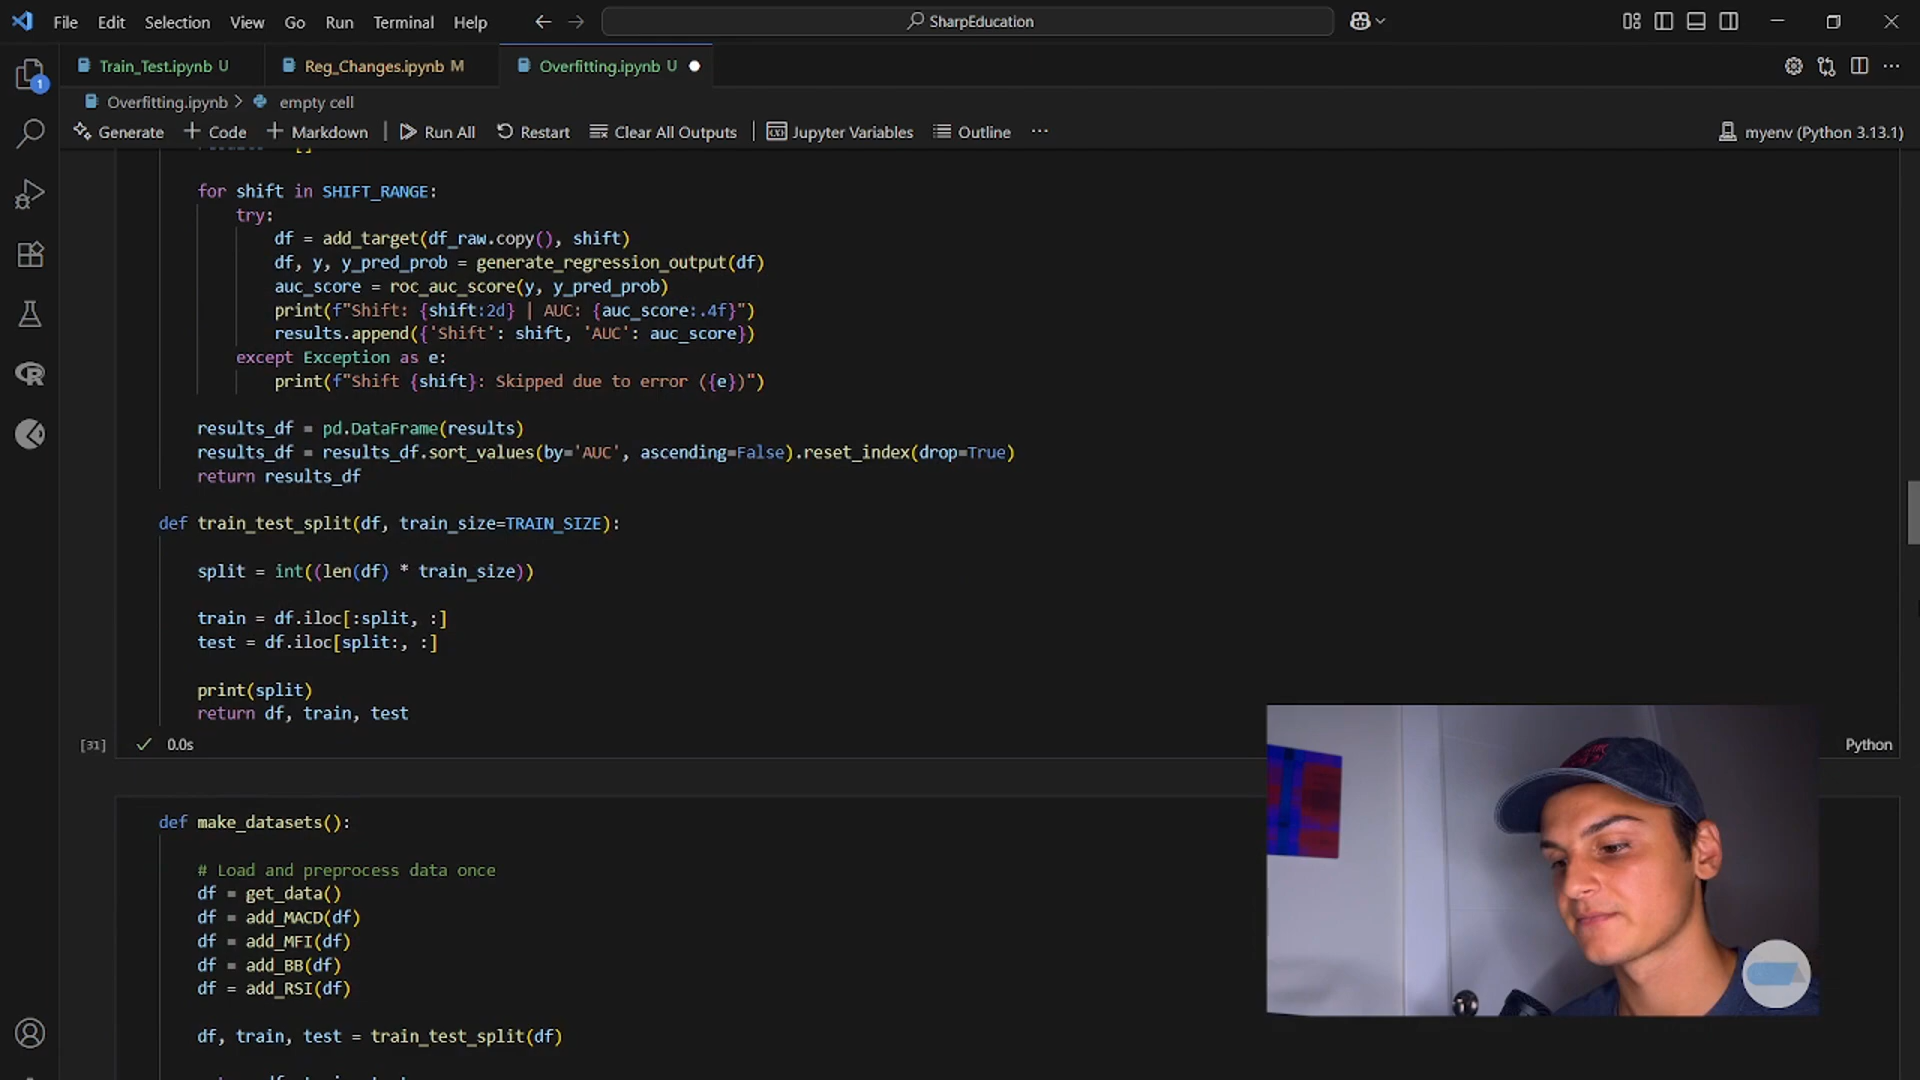 File Edit Selection View Go Run Terminal Help
SharpEducation
Train_Test.ipynb U
Reg_Changes.ipynb M
Overfitting.ipynb U
1
Overfitting.ipynb > empty cell
Generate + Code + Markdown | Run All Restart Clear All Outputs | Jupyter Variables Outline ...
myenv (Python 3.13.1)
for shift in SHIFT_RANGE:
try:
df = add_target(df_raw.copy(), shift)
df, y, y_pred_prob = generate_regression_output(df)
auc_score = roc_auc_score(y, y_pred_prob)
print(f"Shift: {shift:2d} | AUC: {auc_score:.4f}")
results.append({'Shift': shift, 'AUC': auc_score})
except Exception as e:
print(f"Shift {shift}: Skipped due to error ({e})")
results_df = pd.DataFrame(results)
results_df = results_df.sort_values(by='AUC', ascending=False).reset_index(drop=True)
return results_df
def train_test_split(df, train_size=TRAIN_SIZE):
split = int((len(df) * train_size))
train = df.iloc[:split, :]
test = df.iloc[split:, :]
print(split)
return df, train, test
[31] 0.0s
Python
def make_datasets():
# Load and preprocess data once
df = get_data()
df = add_MACD(df)
df = add_MFI(df)
df = add_BB(df)
df = add_RSI(df)
df, train, test = train_test_split(df)